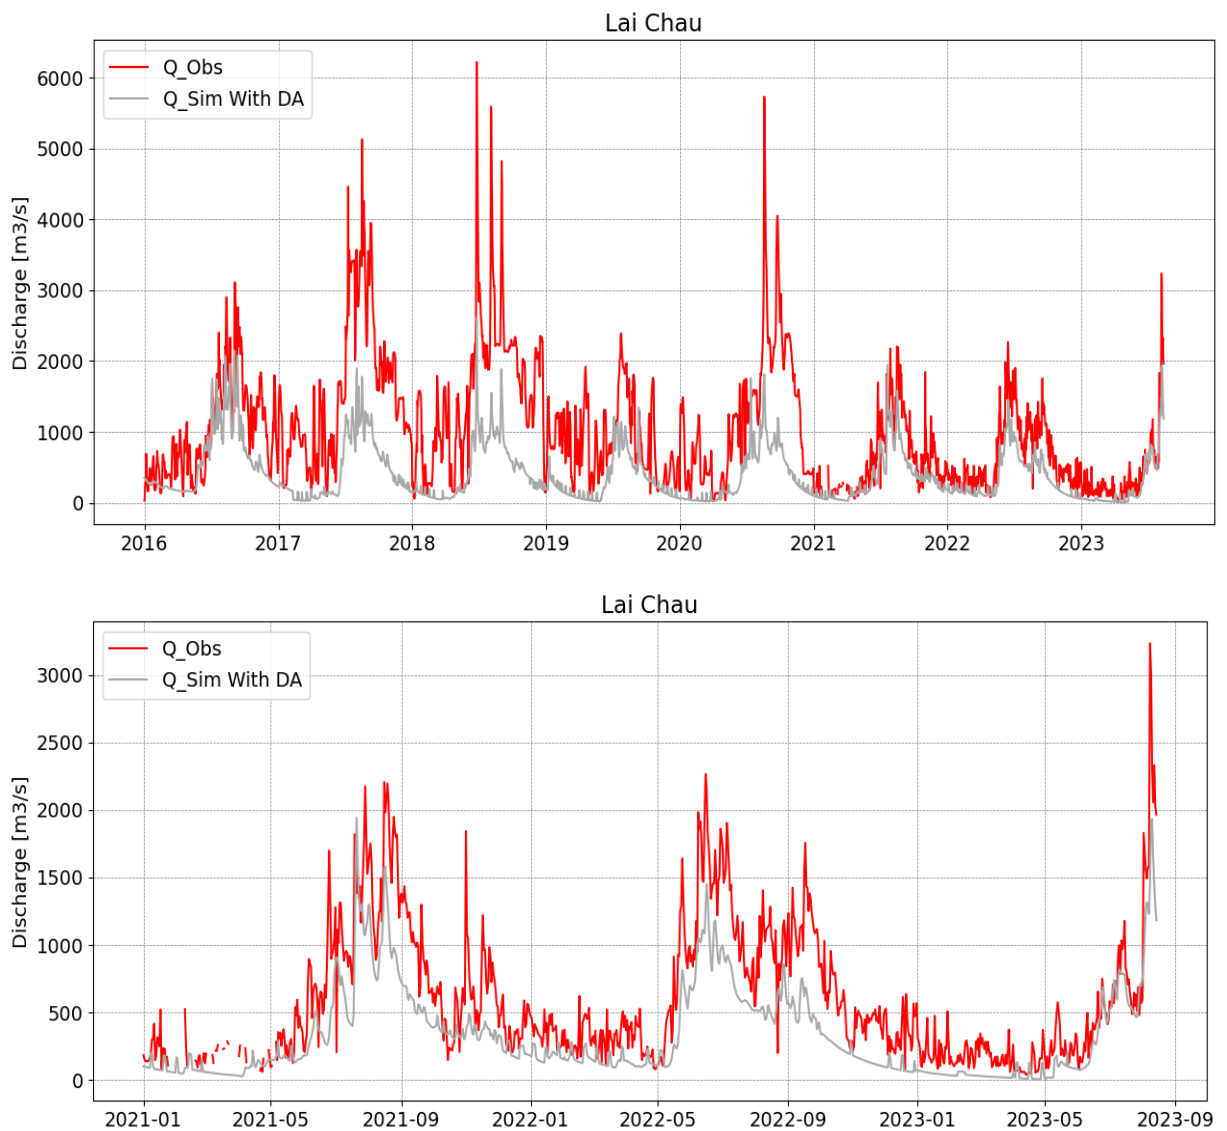 Lai Chau
Q_Obs
Q_Sim With DA
Discharge [m3/s]
6000
5000
4000
3000
2000
1000
0
2016 2017 2018 2019 2020 2021 2022 2023
Lai Chau
Q_Obs
Q_Sim With DA
Discharge [m3/s]
3000
2500
2000
1500
1000
500
0
2021-01 2021-05 2021-09 2022-01 2022-05 2022-09 2023-01 2023-05 2023-09